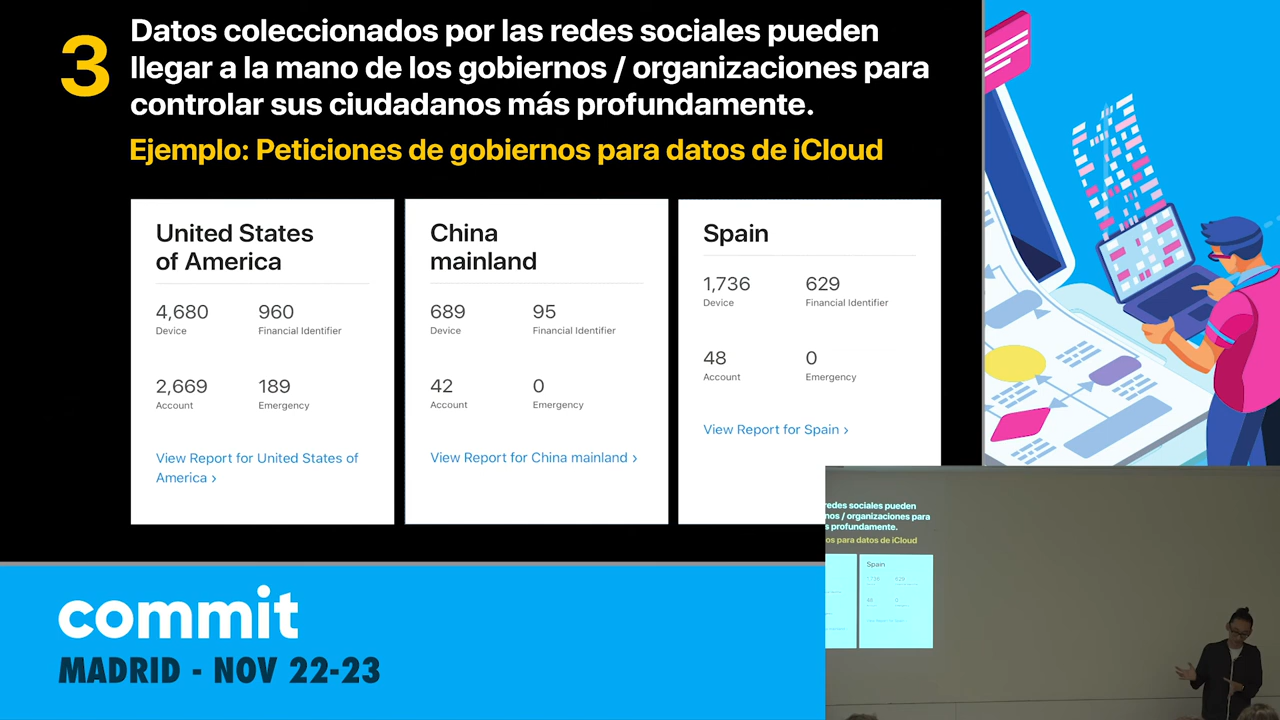 3
Datos coleccionados por las redes sociales pueden
llegar a la mano de los gobiernos / organizaciones para
controlar sus ciudadanos más profundamente.
Ejemplo: Peticiones de gobiernos para datos de iCloud
United States
of America
4,680 960
Device Financial Identifier
2,669 189
Account Emergency
View Report for United States of
America ›
China
mainland
689 95
Device Financial Identifier
42 0
Account Emergency
View Report for China mainland ›
Spain
1,736 629
Device Financial Identifier
48 0
Account Emergency
View Report for Spain ›
redes sociales pueden
nos / organizaciones para
s profundamente.
os para datos de iCloud
Spain
1,736 629
48 0
commit
MADRID - NOV 22-23